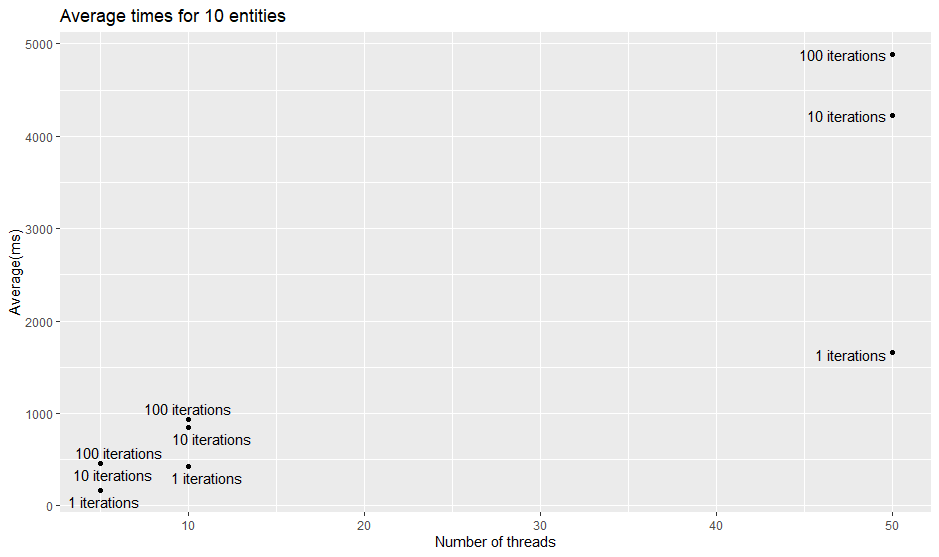 Average times for 10 entities
5000
4000
3000
2000
1000
0
Average(ms)
100 iterations
10 iterations
1 iterations
100 iterations
10 iterations
1 iterations
100 iterations
10 iterations
1 iterations
10
20
30
40
50
Number of threads